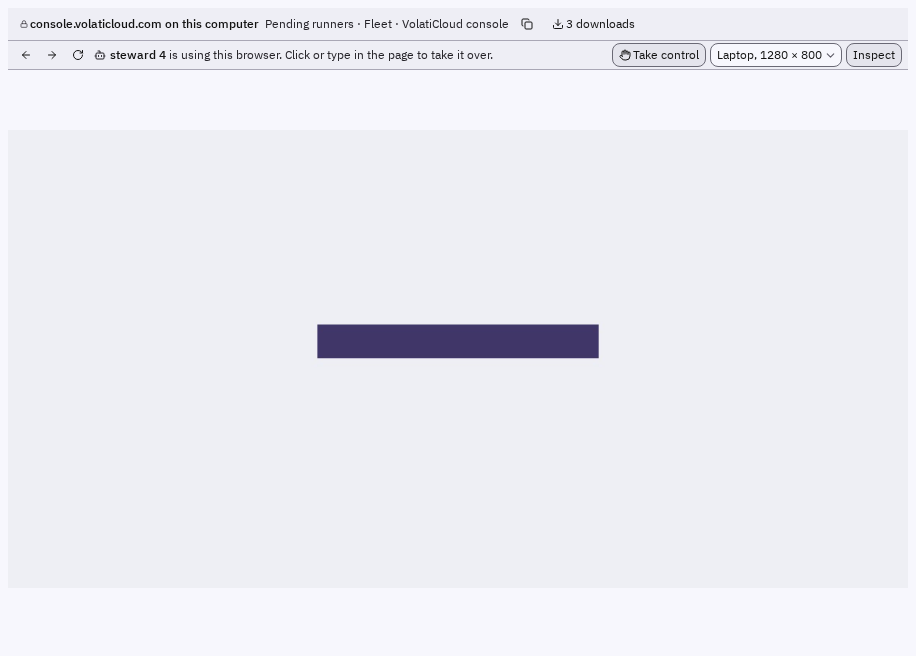 console.volaticloud.com on this computer Pending runners · Fleet · VolatiCloud console 3 downloads
steward 4 is using this browser. Click or type in the page to take it over. Take control Laptop, 1280 × 800 Inspect